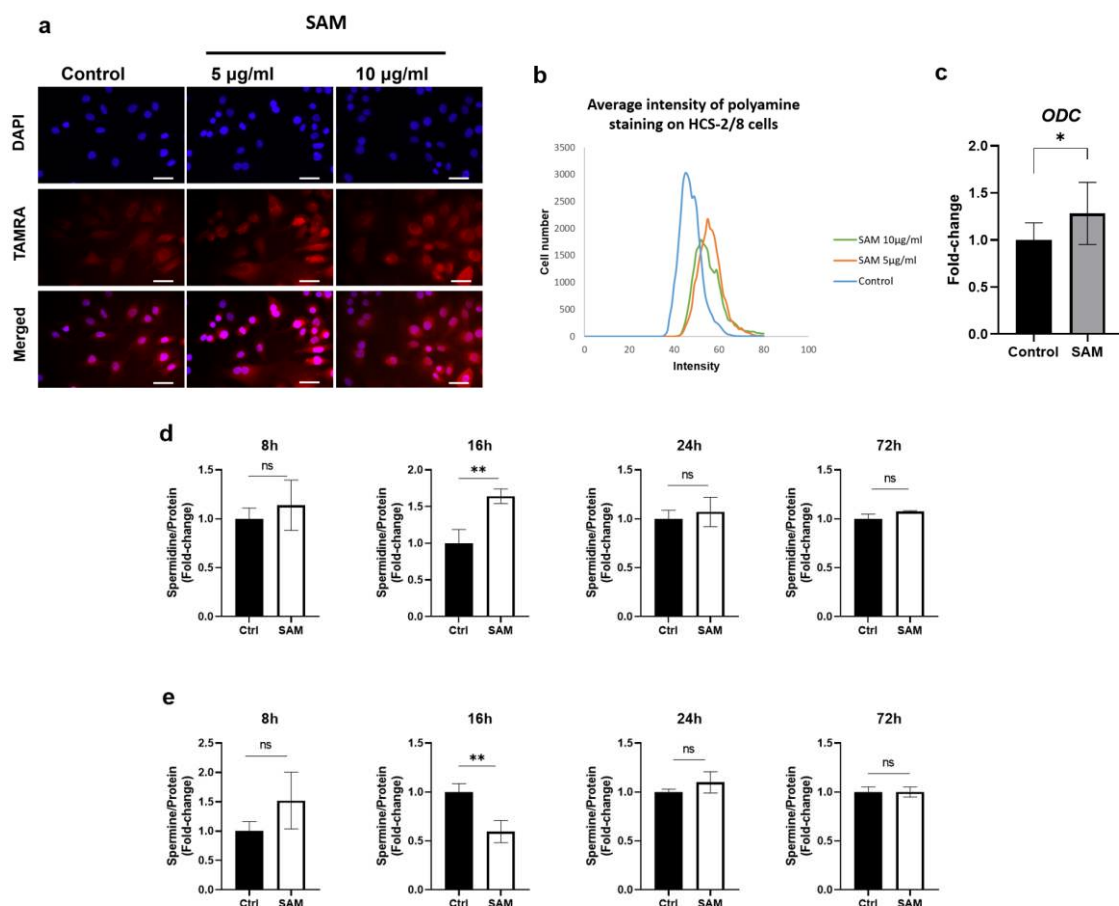 a
SAM
Control
5 µg/ml
10 µg/ml
DAPI
TAMRA
Merged
b
Average intensity of polyamine
staining on HCS-2/8 cells
3500
3000
2500
2000
1500
1000
500
0
Cell number
0 20 40 60 80 100
Intensity
SAM 10µg/ml
SAM 5µg/ml
Control
c
ODC
*
2.0
1.5
1.0
0.5
0.0
Fold-change
Control SAM
d
8h
ns
1.5
1.0
0.5
0.0
Spermidine/Protein
(Fold-change)
Ctrl SAM
16h
**
2.0
1.5
1.0
0.5
0.0
Spermidine/Protein
(Fold-change)
Ctrl SAM
24h
ns
1.5
1.0
0.5
0.0
Spermidine/Protein
(Fold-change)
Ctrl SAM
72h
ns
1.5
1.0
0.5
0.0
Spermidine/Protein
(Fold-change)
Ctrl SAM
e
8h
ns
2.5
2.0
1.5
1.0
0.5
0.0
Spermine/Protein
(Fold-change)
Ctrl SAM
16h
**
1.5
1.0
0.5
0.0
Spermine/Protein
(Fold-change)
Ctrl SAM
24h
ns
1.5
1.0
0.5
0.0
Spermine/Protein
(Fold-change)
Ctrl SAM
72h
ns
1.5
1.0
0.5
0.0
Spermine/Protein
(Fold-change)
Ctrl SAM